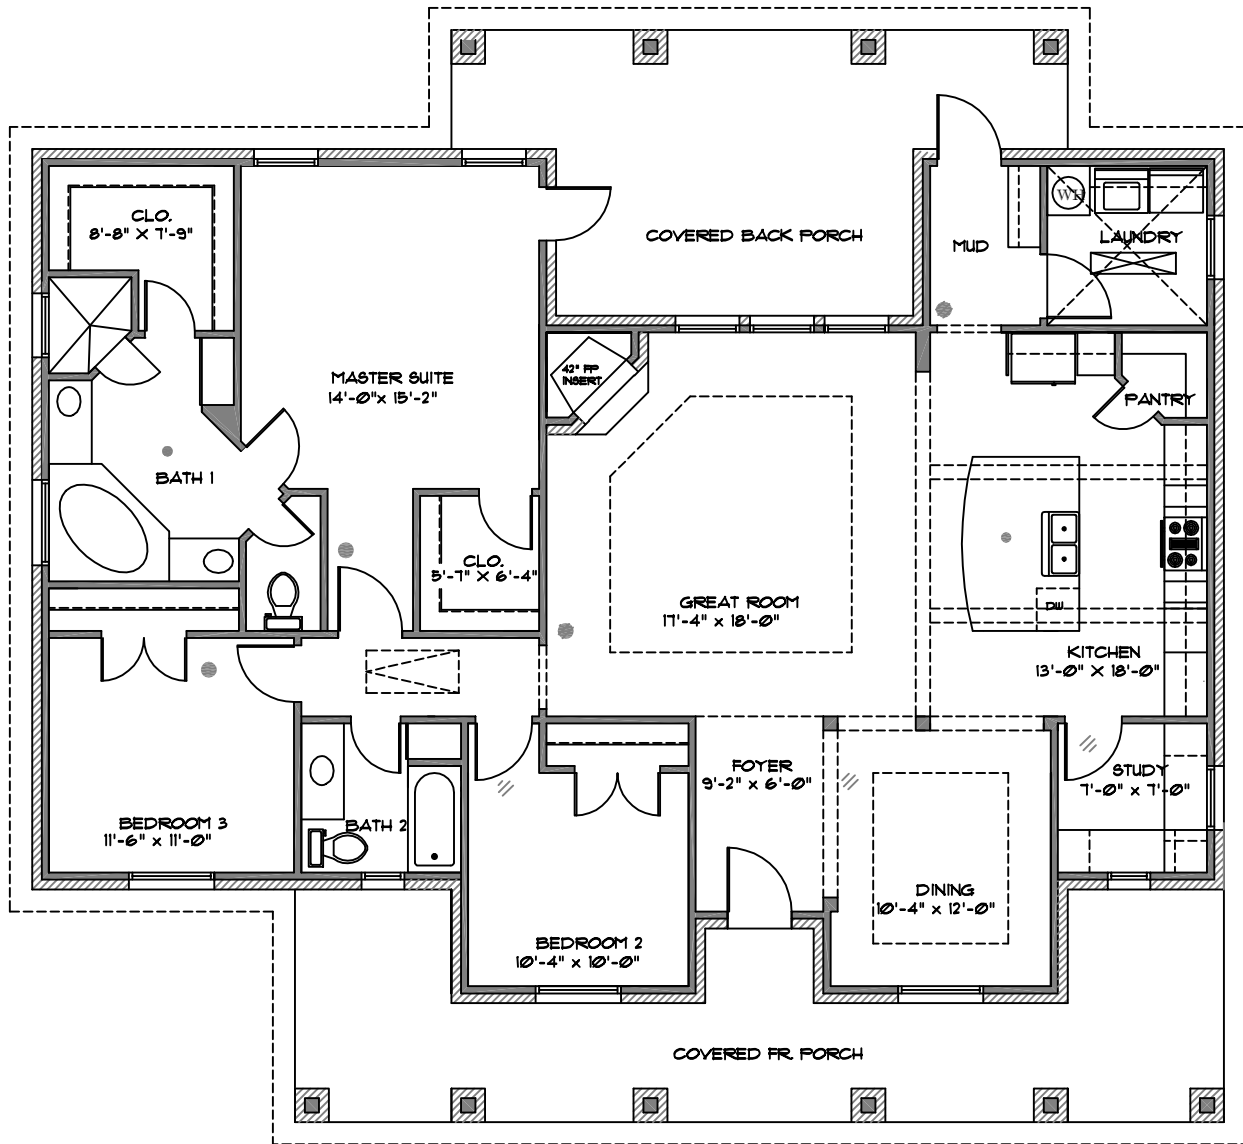 CLO.
8'-8" X 7'-9"
COVERED BACK PORCH
MUD
WH
LAUNDRY
MASTER SUITE
14'-0"x 15'-2"
42" FP
INSERT
PANTRY
BATH 1
CLO.
5'-7" X 6'-4"
GREAT ROOM
17'-4" x 18'-0"
DW
KITCHEN
13'-0" X 18'-0"
FOYER
9'-2" x 6'-0"
STUDY
7'-0" x 7'-0"
BEDROOM 3
11'-6" x 11'-0"
BATH 2
DINING
10'-4" x 12'-0"
BEDROOM 2
10'-4" x 10'-0"
COVERED FR. PORCH